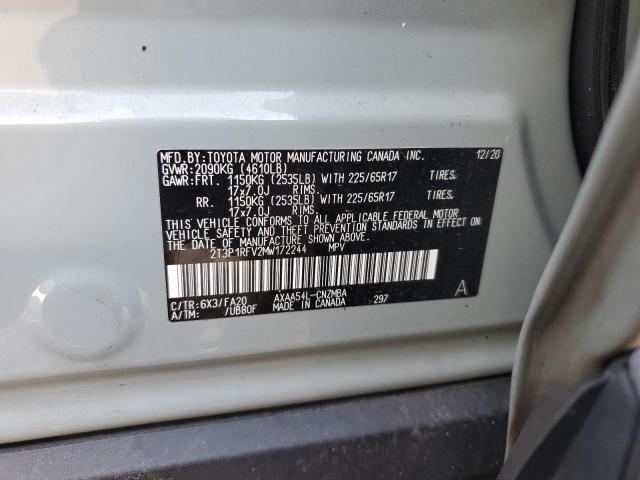 MFD.BY:TOYOTA MOTOR MANUFACTURING CANADA INC. 12/20
GVWR:2090KG (4610LB)
GAWR:FRT. 1150KG (2535LB) WITH 225/65R17 TIRES.
17x7.0J RIMS.
RR. 1150KG (2535LB) WITH 225/65R17 TIRES.
17x7.0J RIMS.
THIS VEHICLE CONFORMS TO ALL APPLICABLE FEDERAL MOTOR
VEHICLE SAFETY AND THEFT PREVENTION STANDARDS IN EFFECT ON
THE DATE OF MANUFACTURE SHOWN ABOVE.
2T3P1RFV2MW172244 MPV
C/TR: 6X3/FA20 AXAA54L-CNZMBA A
A/TM: /UB80F MADE IN CANADA 297